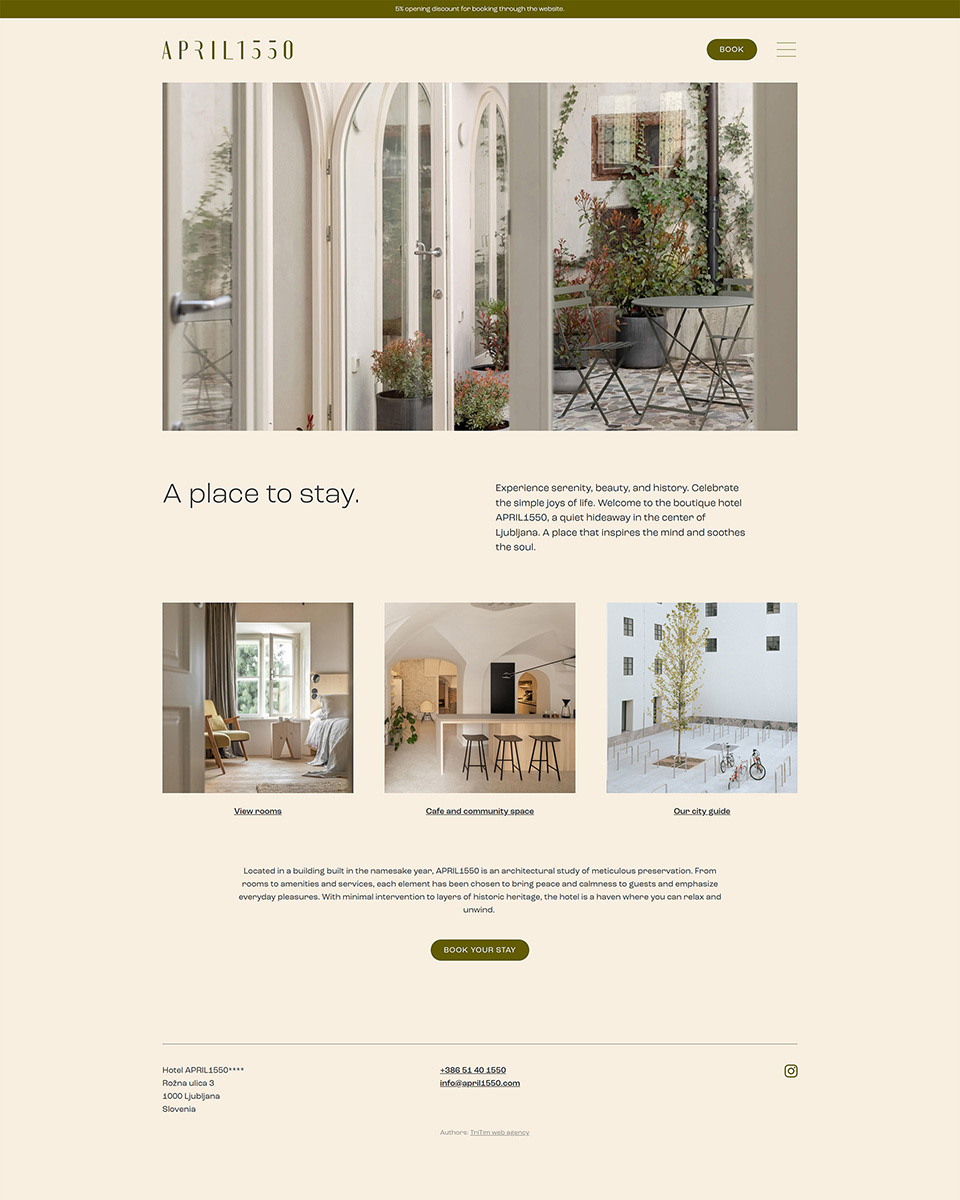 5% opening discount for booking through the website.
APRIL1550
BOOK
A place to stay.
Experience serenity, beauty, and history. Celebrate
the simple joys of life. Welcome to the boutique hotel
APRIL1550, a quiet hideaway in the center of
Ljubljana. A place that inspires the mind and soothes
the soul.
View rooms
Cafe and community space
Our city guide
Located in a building built in the namesake year, APRIL1550 is an architectural study of meticulous preservation. From
rooms to amenities and services, each element has been chosen to bring peace and calmness to guests and emphasize
everyday pleasures. With minimal intervention to layers of historic heritage, the hotel is a haven where you can relax and
unwind.
BOOK YOUR STAY
Hotel APRIL1550****
Rožna ulica 3
1000 Ljubljana
Slovenia
+386 51 40 1550
info@april1550.com
Authors: TriTim web agency